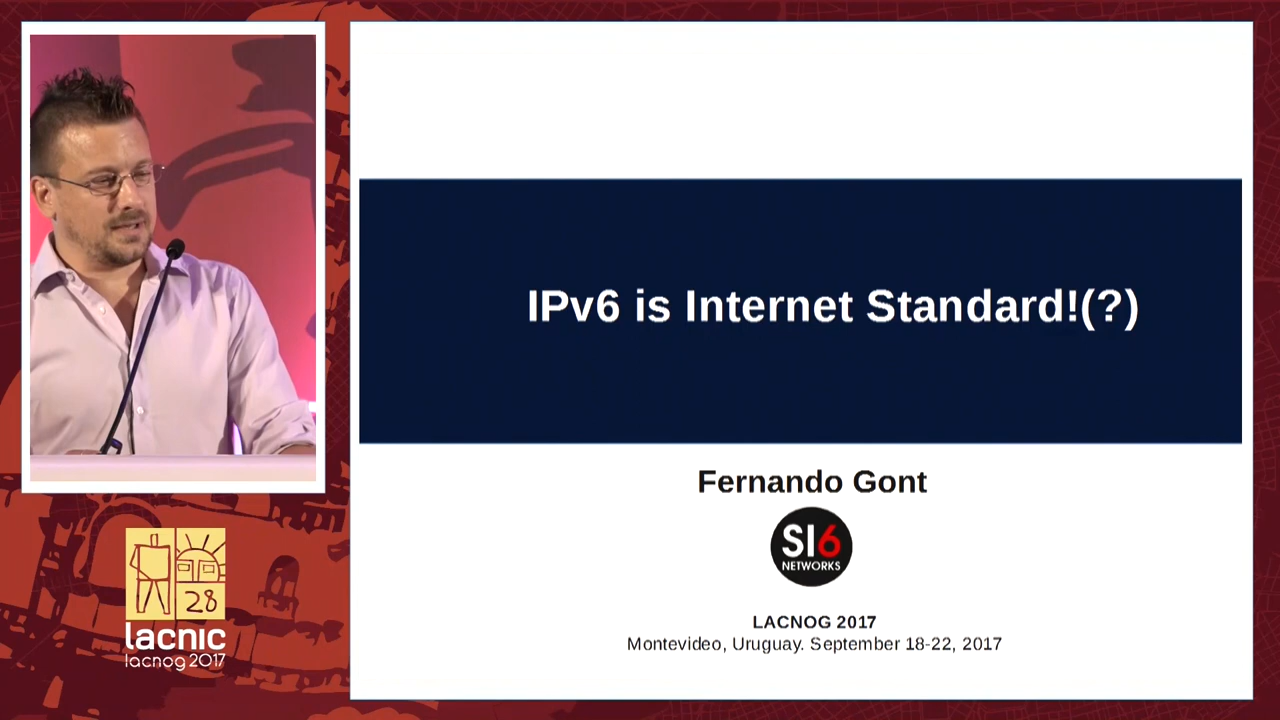 IPv6 is Internet Standard!(?)
Fernando Gont
SI6
NETWORKS
LACNOG 2017
Montevideo, Uruguay. September 18-22, 2017
28
lacnic
lacnog 2017